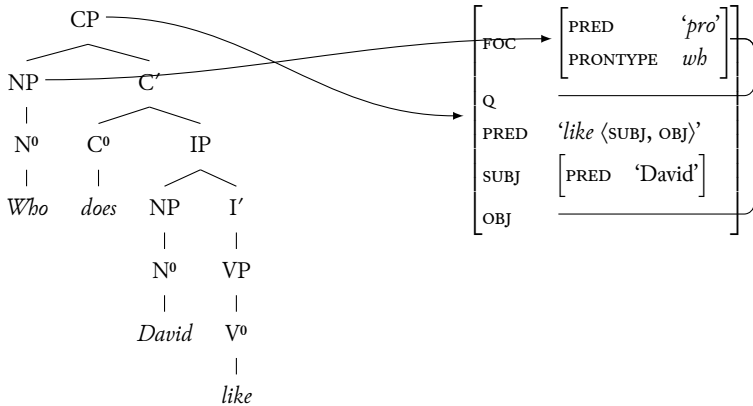 CP
NP C′
N⁰ C⁰ IP
Who does NP I′
N⁰ VP
David V⁰
like
FOC PRED ‘pro’
PRONTYPE wh
Q
PRED ‘like ⟨SUBJ, OBJ⟩’
SUBJ PRED ‘David’
OBJ